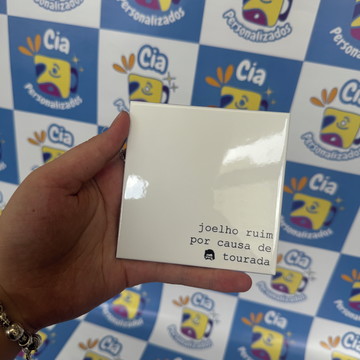 Cia
Personalizados
joelho ruim
por causa de
tourada